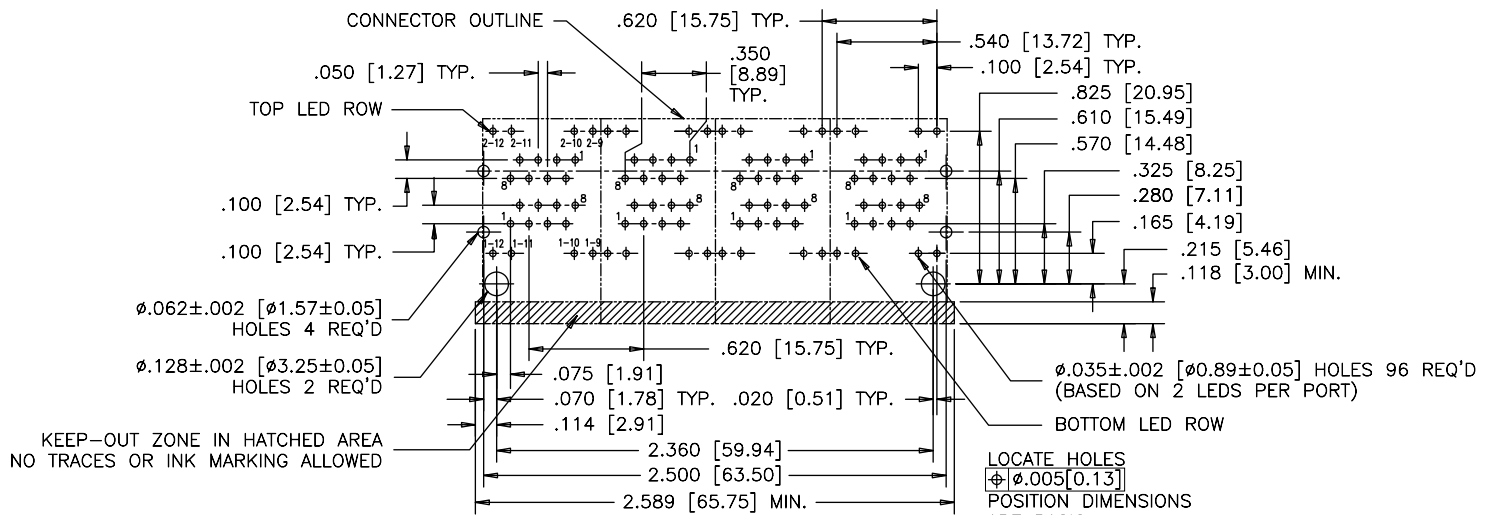 CONNECTOR OUTLINE
.620 [15.75] TYP.
.540 [13.72] TYP.
.350
[8.89]
TYP.
.050 [1.27] TYP.
.100 [2.54] TYP.
.825 [20.95]
TOP LED ROW
.610 [15.49]
.570 [14.48]
2-12 2-11 2-10 2-9
1 1 1 1
.325 [8.25]
8 8 8 8
.280 [7.11]
.100 [2.54] TYP.
8 8 8 8
.165 [4.19]
1 1 1 1
.215 [5.46]
.100 [2.54] TYP.
1-12 1-11 1-10 1-9
.118 [3.00] MIN.
ø.062±.002 [ø1.57±0.05]
HOLES 4 REQ'D
.620 [15.75] TYP.
ø.128±.002 [ø3.25±0.05]
HOLES 2 REQ'D
.075 [1.91]
ø.035±.002 [ø0.89±0.05] HOLES 96 REQ'D
(BASED ON 2 LEDS PER PORT)
.070 [1.78] TYP. .020 [0.51] TYP.
.114 [2.91]
BOTTOM LED ROW
KEEP-OUT ZONE IN HATCHED AREA
NO TRACES OR INK MARKING ALLOWED
2.360 [59.94]
2.500 [63.50]
2.589 [65.75] MIN.
LOCATE HOLES
⌖ ø.005[0.13]
POSITION DIMENSIONS